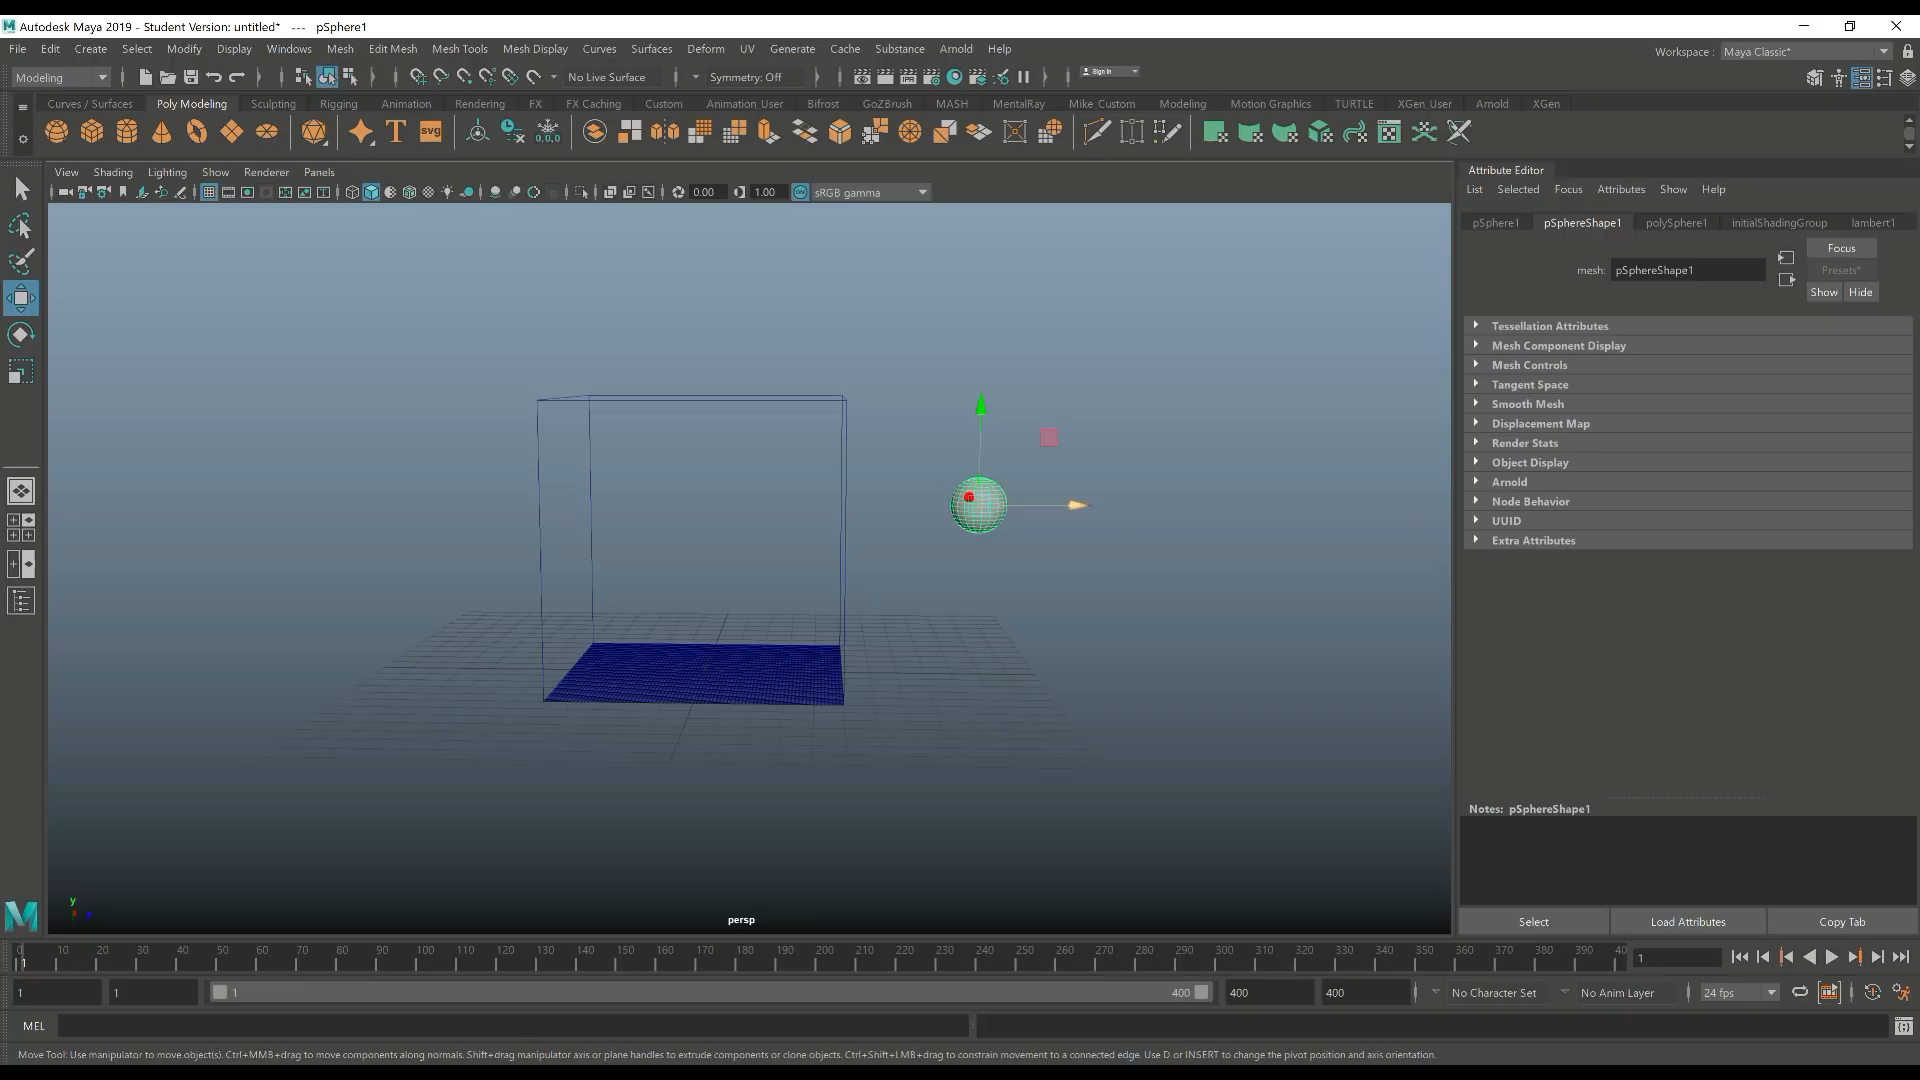 Autodesk Maya 2019 - Student Version: untitled* --- pSphere1
File Edit Create Select Modify Display Windows Mesh Edit Mesh Mesh Tools Mesh Display Curves Surfaces Deform UV Generate Cache Substance Arnold Help
Workspace : Maya Classic*
Modeling No Live Surface Symmetry: Off IPR Sign In
Curves / Surfaces Poly Modeling Sculpting Rigging Animation Rendering FX FX Caching Custom Animation_User Bifrost GoZBrush MASH MentalRay Mike_Custom Modeling Motion Graphics TURTLE XGen_User Arnold XGen
T svg 0,0,0
View Shading Lighting Show Renderer Panels
0.00 1.00 ON sRGB gamma
Attribute Editor
List Selected Focus Attributes Show Help
pSphere1 pSphereShape1 polySphere1 initialShadingGroup lambert1
Focus
mesh: pSphereShape1 Presets*
Show Hide
Tessellation Attributes
Mesh Component Display
Mesh Controls
Tangent Space
Smooth Mesh
Displacement Map
Render Stats
Object Display
Arnold
Node Behavior
UUID
Extra Attributes
Notes: pSphereShape1
Select Load Attributes Copy Tab
y
persp
M
0 10 20 30 40 50 60 70 80 90 100 110 120 130 140 150 160 170 180 190 200 210 220 230 240 250 260 270 280 290 300 310 320 330 340 350 360 370 380 390 40
1 1
1 1 1 400 400 400 No Character Set No Anim Layer 24 fps
MEL
Move Tool: Use manipulator to move object(s). Ctrl+MMB+drag to move components along normals. Shift+drag manipulator axis or plane handles to extrude components or clone objects. Ctrl+Shift+LMB+drag to constrain movement to a connected edge. Use D or INSERT to change the pivot position and axis orientation.